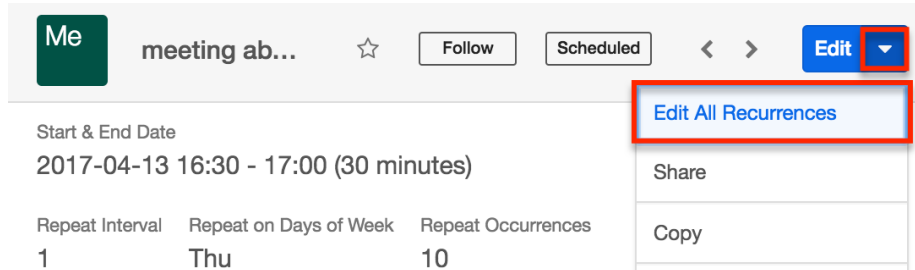 Me
meeting ab...
Follow
Scheduled
Edit
Edit All Recurrences
Start & End Date
2017-04-13 16:30 - 17:00 (30 minutes)
Share
Repeat Interval Repeat on Days of Week Repeat Occurrences
1 Thu 10
Copy